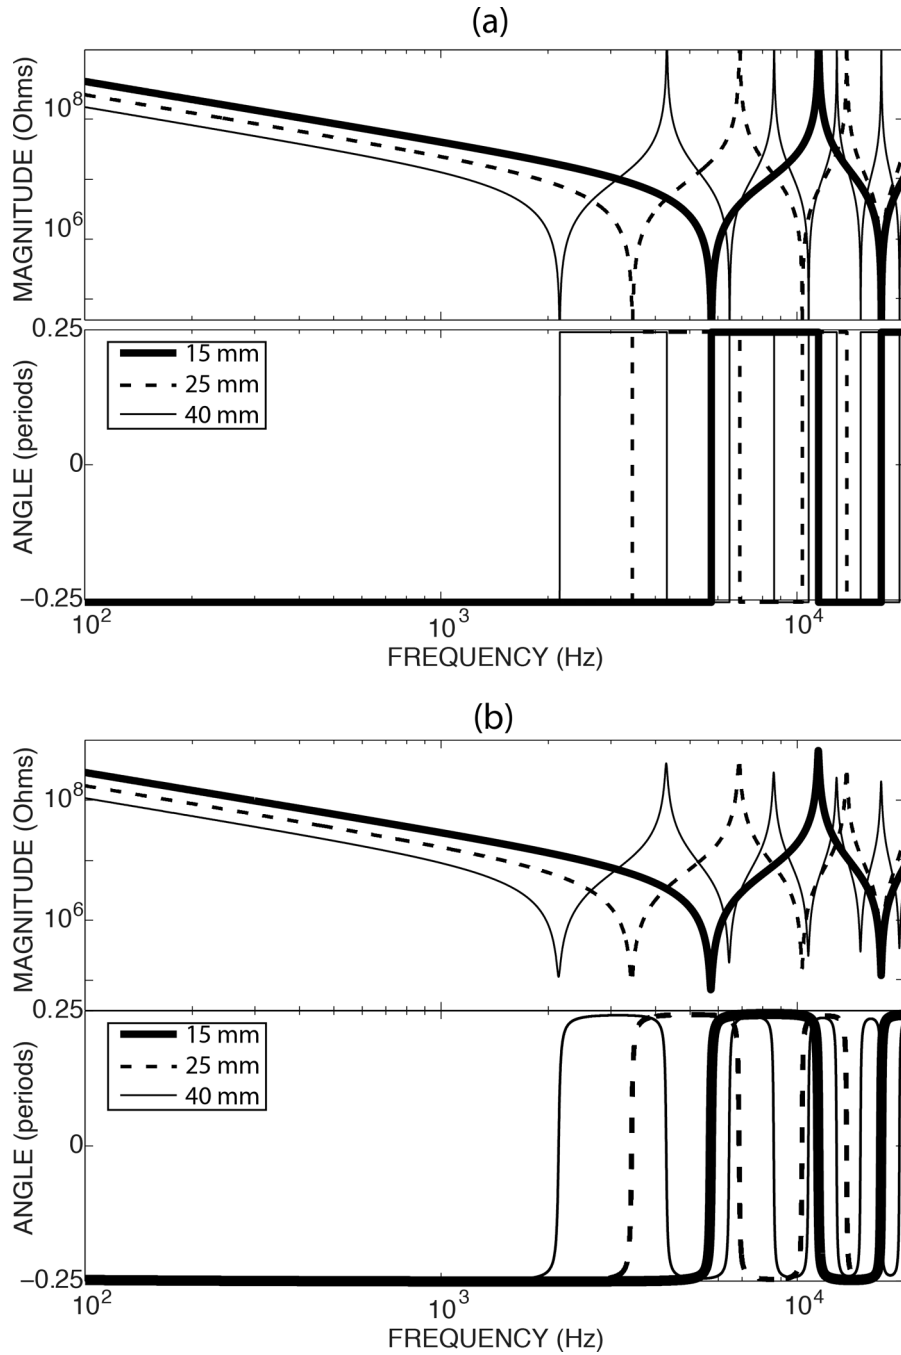 (a)
MAGNITUDE (Ohms)
10^8
10^6
0.25
ANGLE (periods)
0
−0.25
15 mm
25 mm
40 mm
10^2
10^3
10^4
FREQUENCY (Hz)
(b)
MAGNITUDE (Ohms)
10^8
10^6
0.25
ANGLE (periods)
0
−0.25
15 mm
25 mm
40 mm
10^2
10^3
10^4
FREQUENCY (Hz)